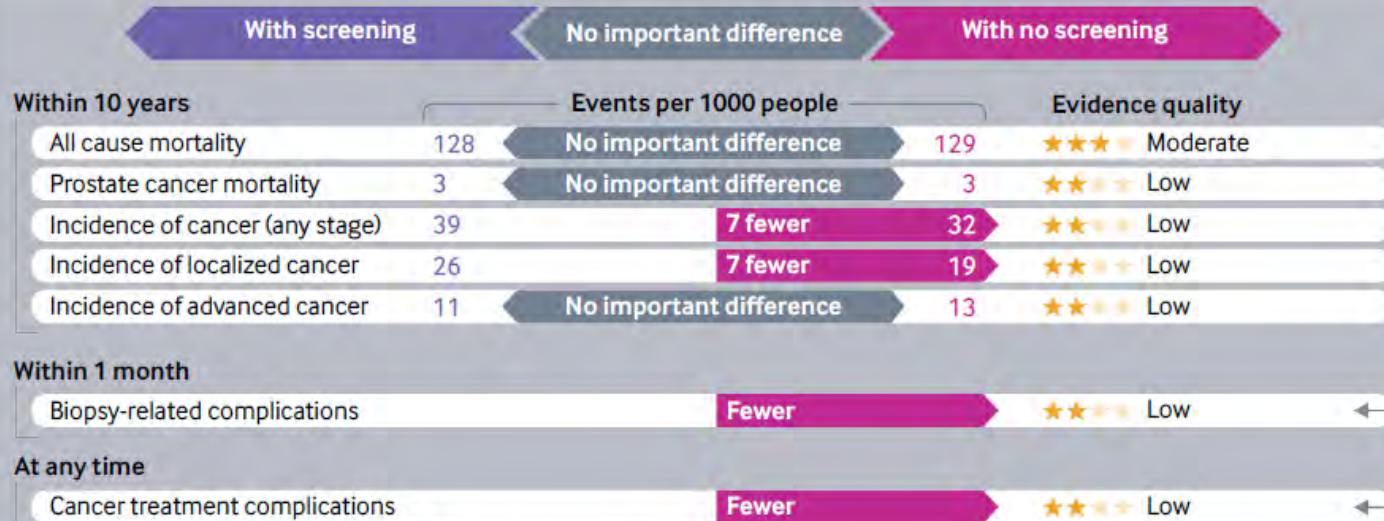 With screening No important difference With no screening
Within 10 years Events per 1000 people Evidence quality
All cause mortality 128 No important difference 129 Moderate
Prostate cancer mortality 3 No important difference 3 Low
Incidence of cancer (any stage) 39 7 fewer 32 Low
Incidence of localized cancer 26 7 fewer 19 Low
Incidence of advanced cancer 11 No important difference 13 Low
Within 1 month
Biopsy-related complications Fewer Low
At any time
Cancer treatment complications Fewer Low